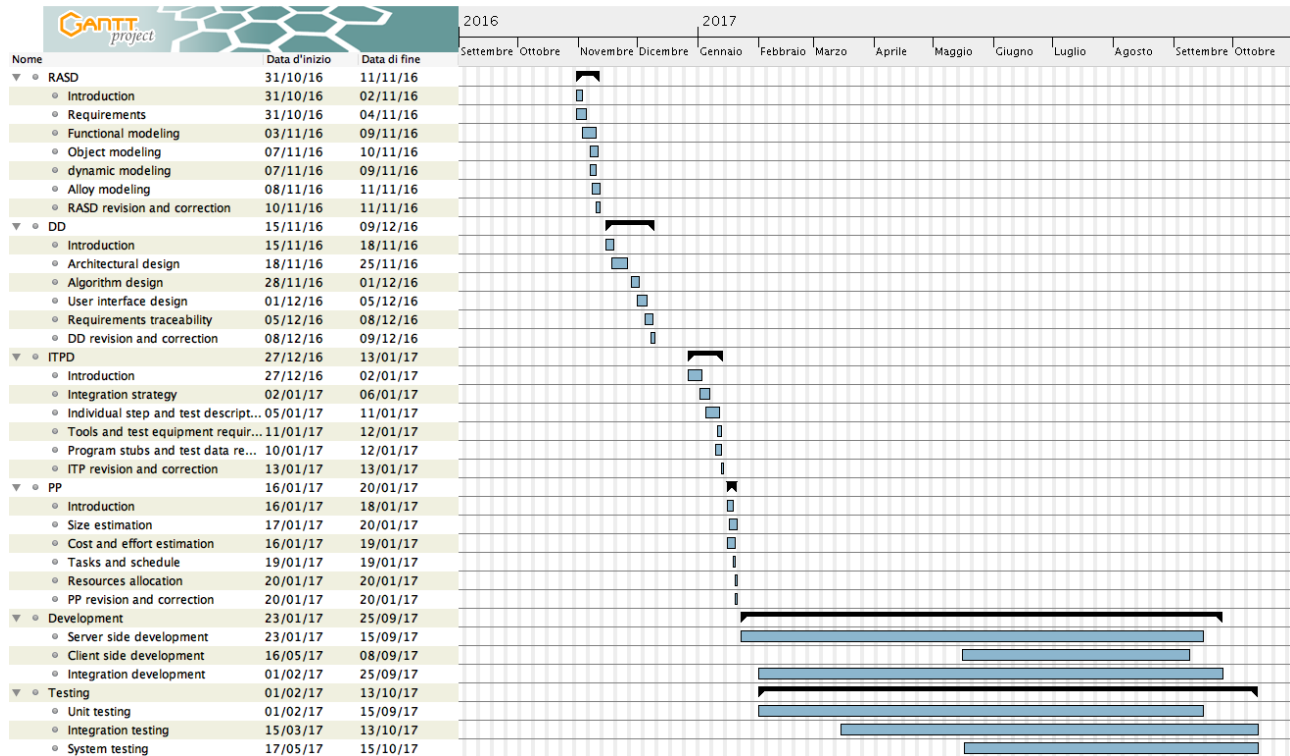 GANTT project
2016 2017
Settembre Ottobre Novembre Dicembre Gennaio Febbraio Marzo Aprile Maggio Giugno Luglio Agosto Settembre Ottobre
Nome Data d'inizio Data di fine
RASD 31/10/16 11/11/16
Introduction 31/10/16 02/11/16
Requirements 31/10/16 04/11/16
Functional modeling 03/11/16 09/11/16
Object modeling 07/11/16 10/11/16
dynamic modeling 07/11/16 09/11/16
Alloy modeling 08/11/16 11/11/16
RASD revision and correction 10/11/16 11/11/16
DD 15/11/16 09/12/16
Introduction 15/11/16 18/11/16
Architectural design 18/11/16 25/11/16
Algorithm design 28/11/16 01/12/16
User interface design 01/12/16 05/12/16
Requirements traceability 05/12/16 08/12/16
DD revision and correction 08/12/16 09/12/16
ITPD 27/12/16 13/01/17
Introduction 27/12/16 02/01/17
Integration strategy 02/01/17 06/01/17
Individual step and test descript... 05/01/17 11/01/17
Tools and test equipment requir... 11/01/17 12/01/17
Program stubs and test data re... 10/01/17 12/01/17
ITP revision and correction 13/01/17 13/01/17
PP 16/01/17 20/01/17
Introduction 16/01/17 18/01/17
Size estimation 17/01/17 20/01/17
Cost and effort estimation 16/01/17 19/01/17
Tasks and schedule 19/01/17 19/01/17
Resources allocation 20/01/17 20/01/17
PP revision and correction 20/01/17 20/01/17
Development 23/01/17 25/09/17
Server side development 23/01/17 15/09/17
Client side development 16/05/17 08/09/17
Integration development 01/02/17 25/09/17
Testing 01/02/17 13/10/17
Unit testing 01/02/17 15/09/17
Integration testing 15/03/17 13/10/17
System testing 17/05/17 15/10/17